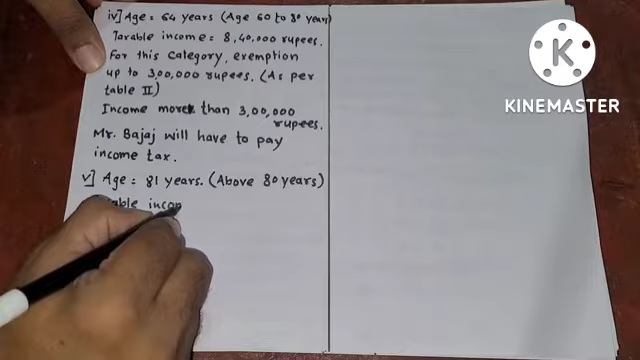 iv] Age = 64 years (Age 60 to 80 years)
Taxable income = 8,40,000 rupees.
For this category, exemption
up to 3,00,000 rupees. (As per
table II)
Income more than 3,00,000
rupees.
Mr. Bajaj will have to pay
income tax.
v] Age = 81 years. (Above 80 years)
able incom
K
KINEMASTER